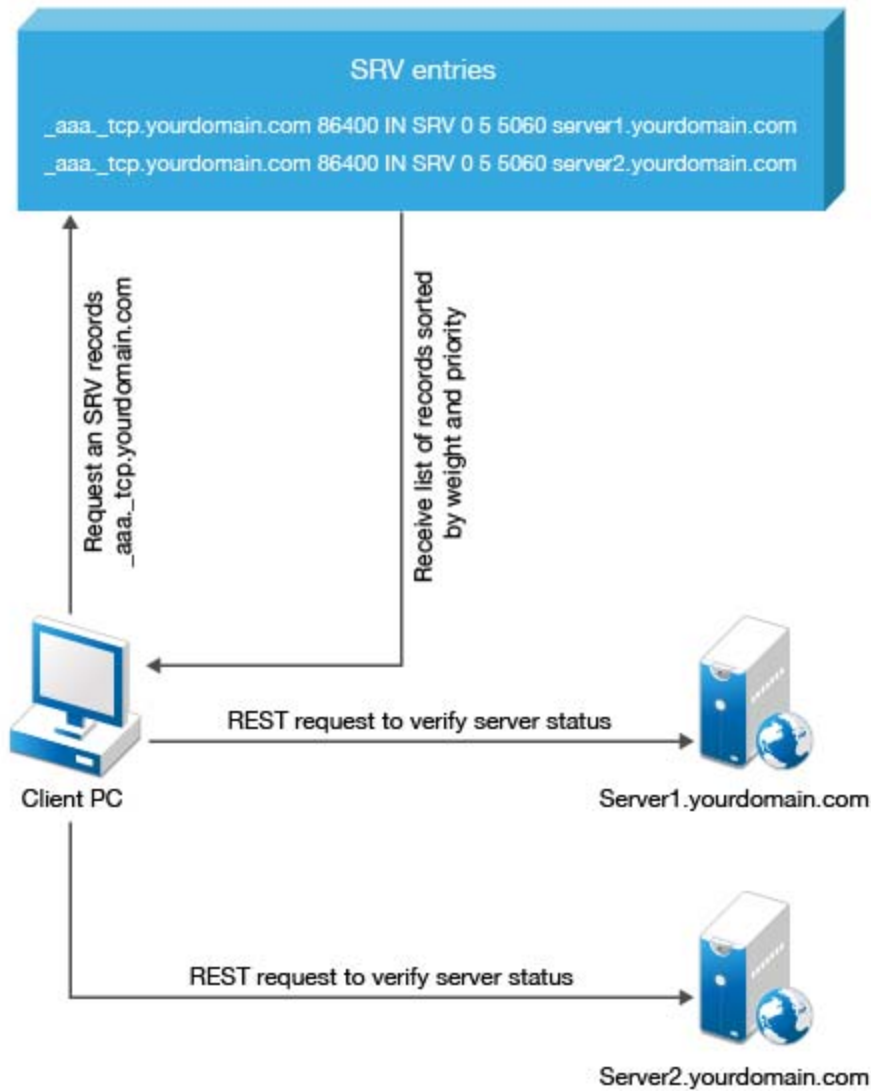 SRV entries
_aaa._tcp.yourdomain.com 86400 IN SRV 0 5 5060 server1.yourdomain.com
_aaa._tcp.yourdomain.com 86400 IN SRV 0 5 5060 server2.yourdomain.com
Request an SRV records
_aaa._tcp.yourdomain.com
Receive list of records sorted
by weight and priority
REST request to verify server status
Client PC
Server1.yourdomain.com
REST request to verify server status
Server2.yourdomain.com